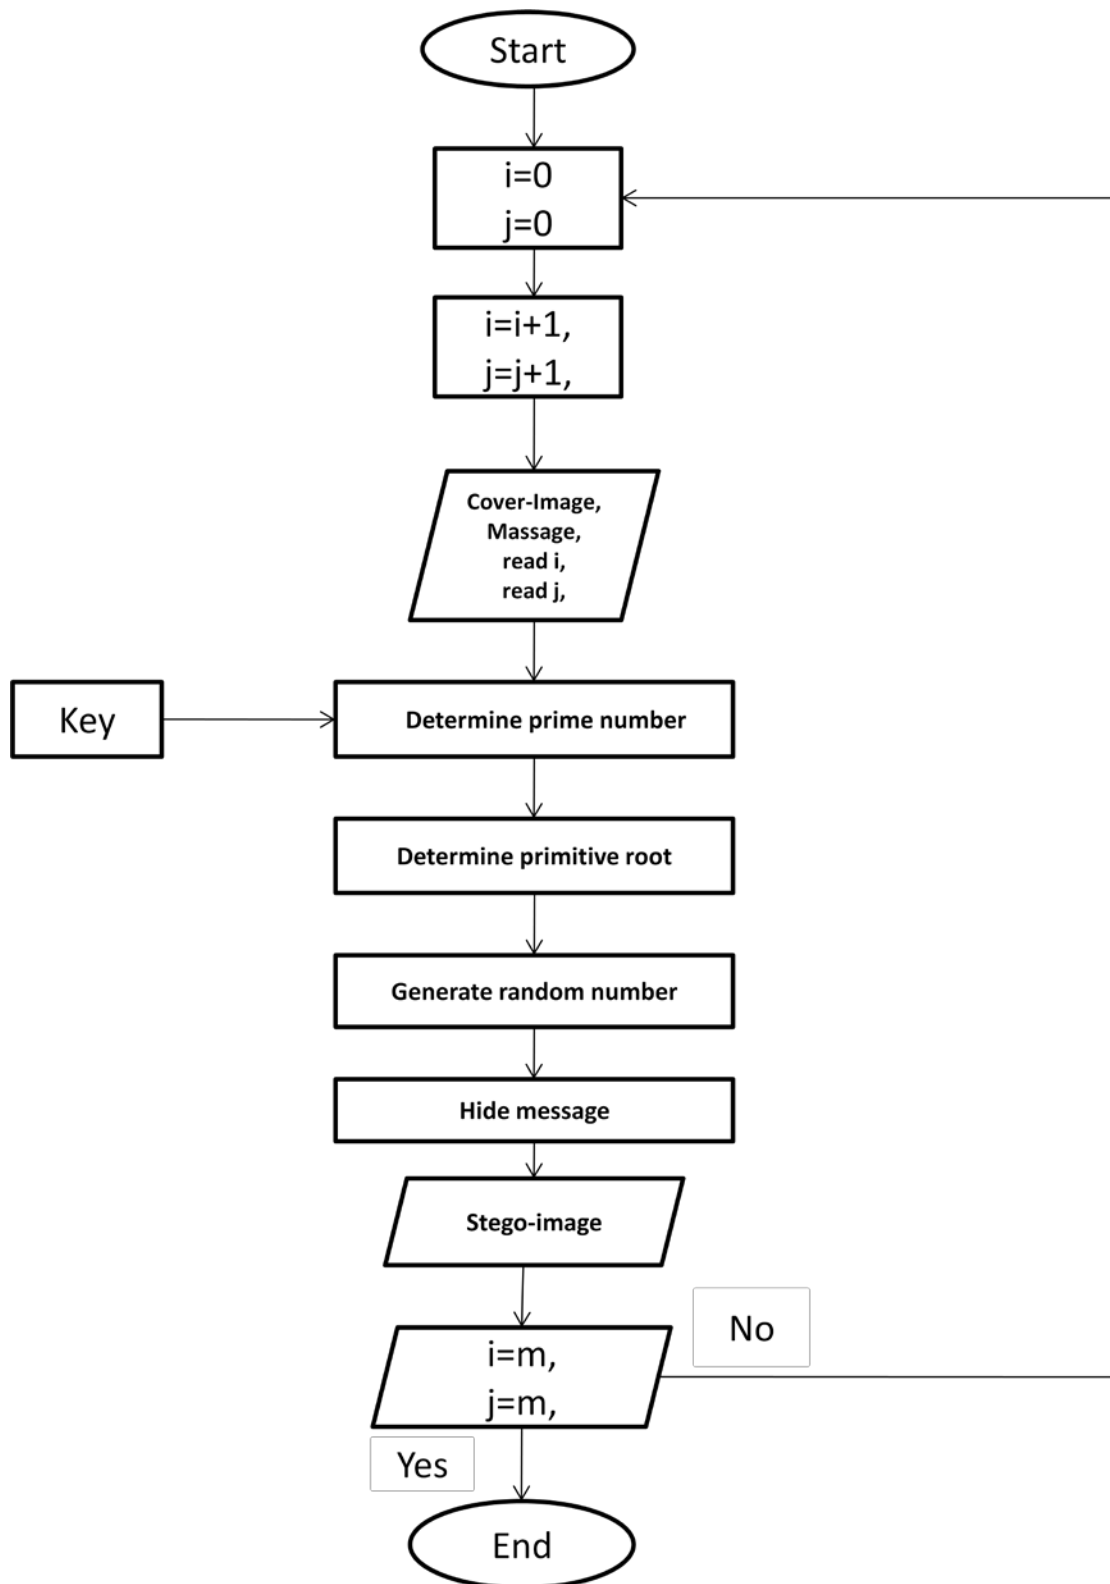 Start
i=0
j=0
i=i+1,
j=j+1,
Cover-Image,
Massage,
read i,
read j,
Key
Determine prime number
Determine primitive root
Generate random number
Hide message
Stego-image
No
i=m,
j=m,
Yes
End